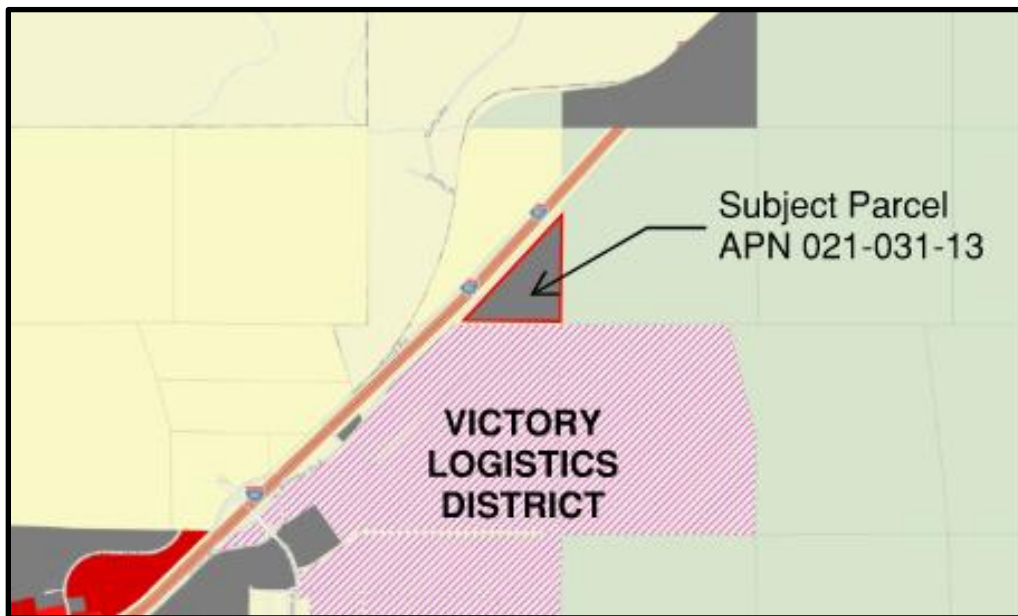 Subject Parcel
APN 021-031-13
VICTORY
LOGISTICS
DISTRICT